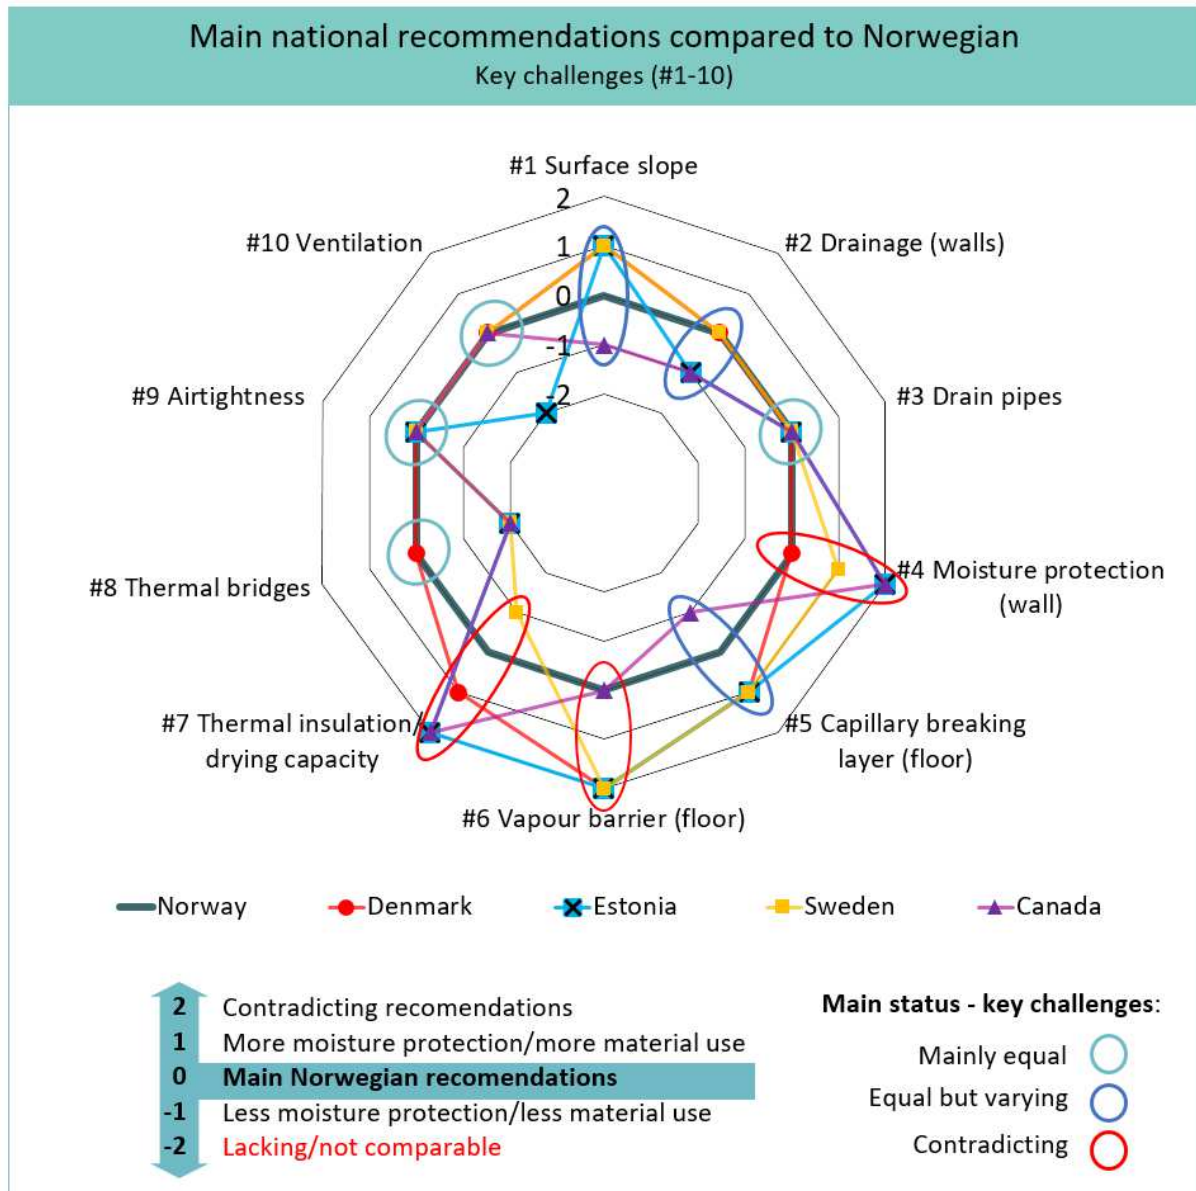 Main national recommendations compared to Norwegian
Key challenges (#1-10)
#1 Surface slope
2
#10 Ventilation
#2 Drainage (walls)
1
0
-1
#9 Airtightness
-2
#3 Drain pipes
#8 Thermal bridges
#4 Moisture protection
(wall)
#7 Thermal insulation/
drying capacity
#5 Capillary breaking
layer (floor)
#6 Vapour barrier (floor)
Norway
Denmark
Estonia
Sweden
Canada
2 Contradicting recomendations
1 More moisture protection/more material use
0 Main Norwegian recomendations
-1 Less moisture protection/less material use
-2 Lacking/not comparable
Main status - key challenges:
Mainly equal
Equal but varying
Contradicting